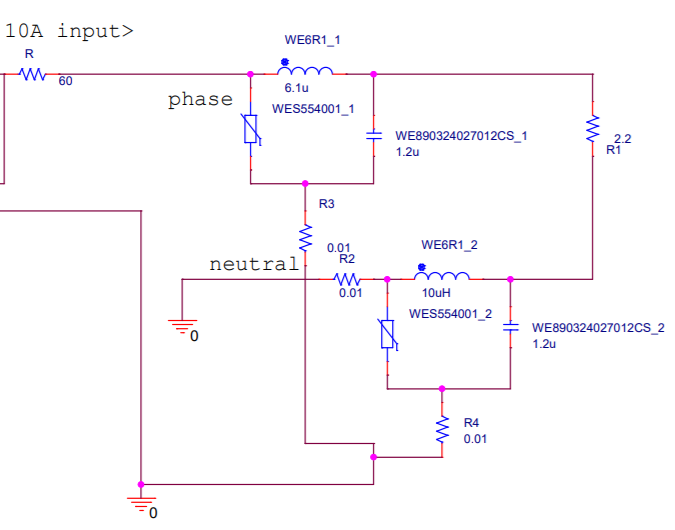 10A input>
R
60
WE6R1_1
6.1u
phase
WES554001_1
WE890324027012CS_1
1.2u
2.2
R1
R3
0.01
R2
0.01
neutral
WE6R1_2
10uH
WES554001_2
WE890324027012CS_2
1.2u
0
R4
0.01
0